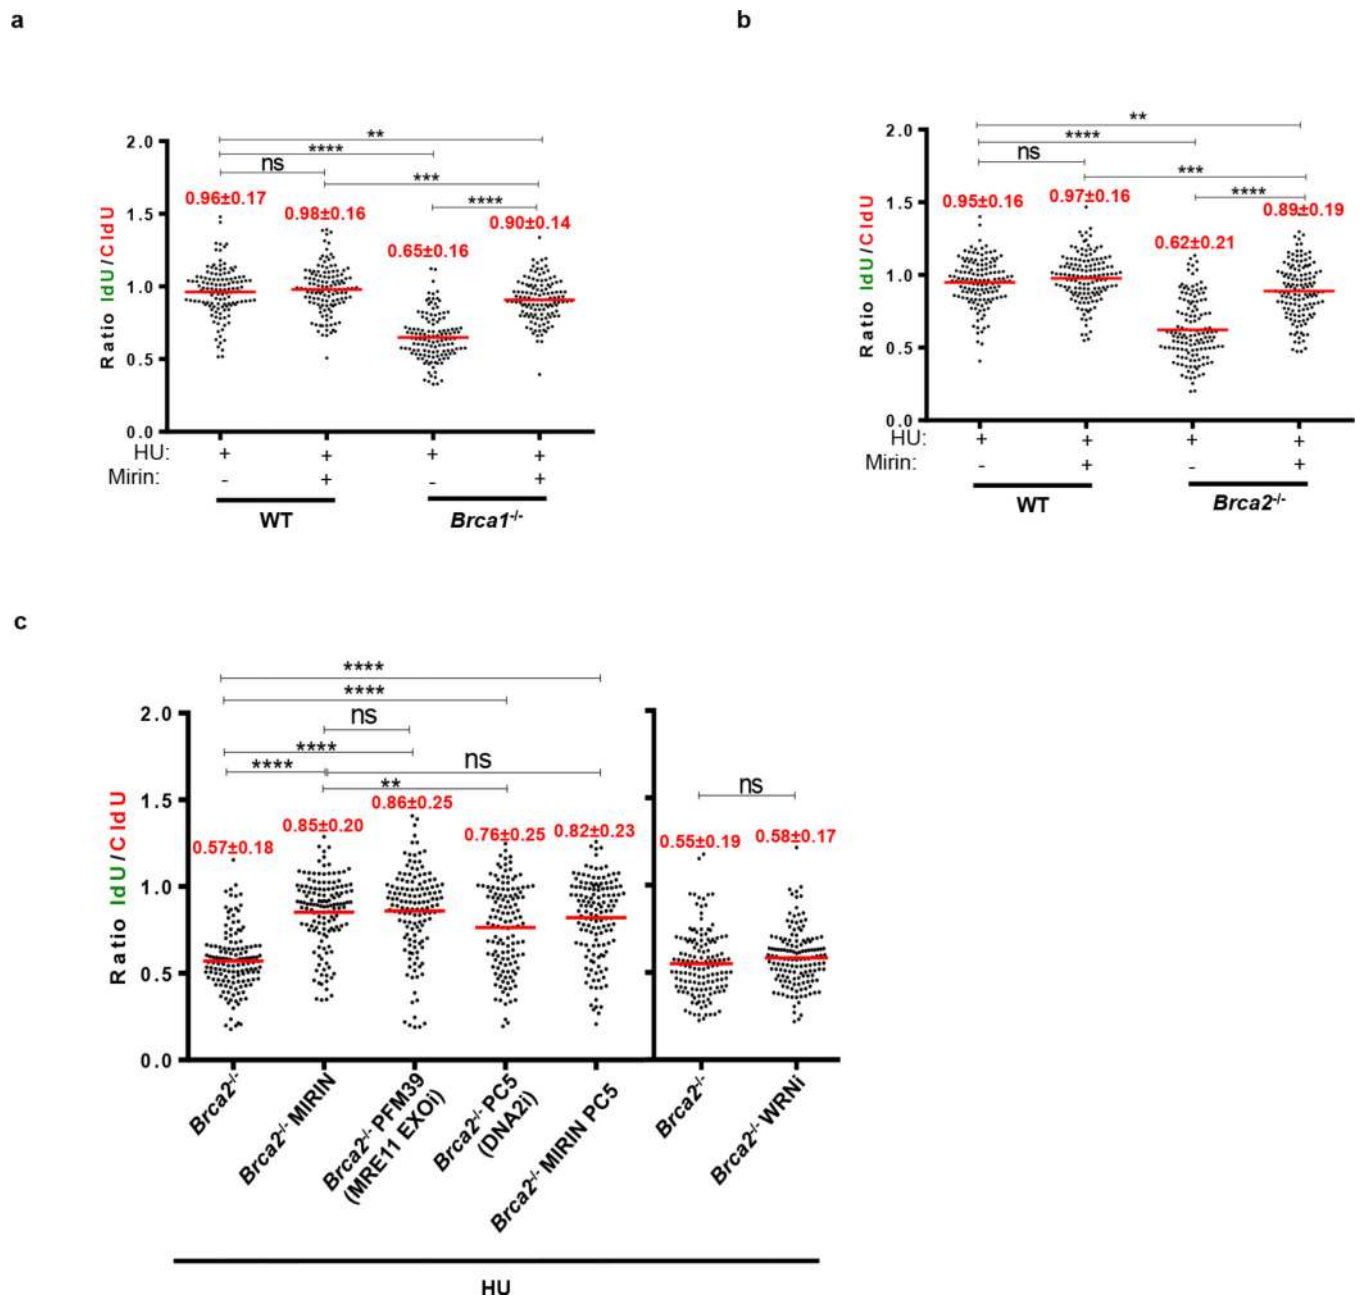 a
b
**
****
ns
***
****
2.0
1.5
1.0
0.5
0.0
Ratio IdU/CIdU
0.96±0.17
0.98±0.16
0.65±0.16
0.90±0.14
HU: + + + +
Mirin: - + - +
WT
Brca1-/-
**
****
ns
***
****
2.0
1.5
1.0
0.5
0.0
Ratio IdU/CIdU
0.95±0.16
0.97±0.16
0.62±0.21
0.89±0.19
HU: + + + +
Mirin: - + - +
WT
Brca2-/-
c
****
****
ns
****
****
ns
**
2.0
1.5
1.0
0.5
0.0
Ratio IdU/CIdU
0.57±0.18
0.85±0.20
0.86±0.25
0.76±0.25
0.82±0.23
ns
0.55±0.19
0.58±0.17
Brca2-/-
Brca2-/- MIRIN
Brca2-/- PFM39
(MRE11 EXOi)
Brca2-/- PC5
(DNA2i)
Brca2-/- MIRIN PC5
Brca2-/-
Brca2-/- WRNi
HU